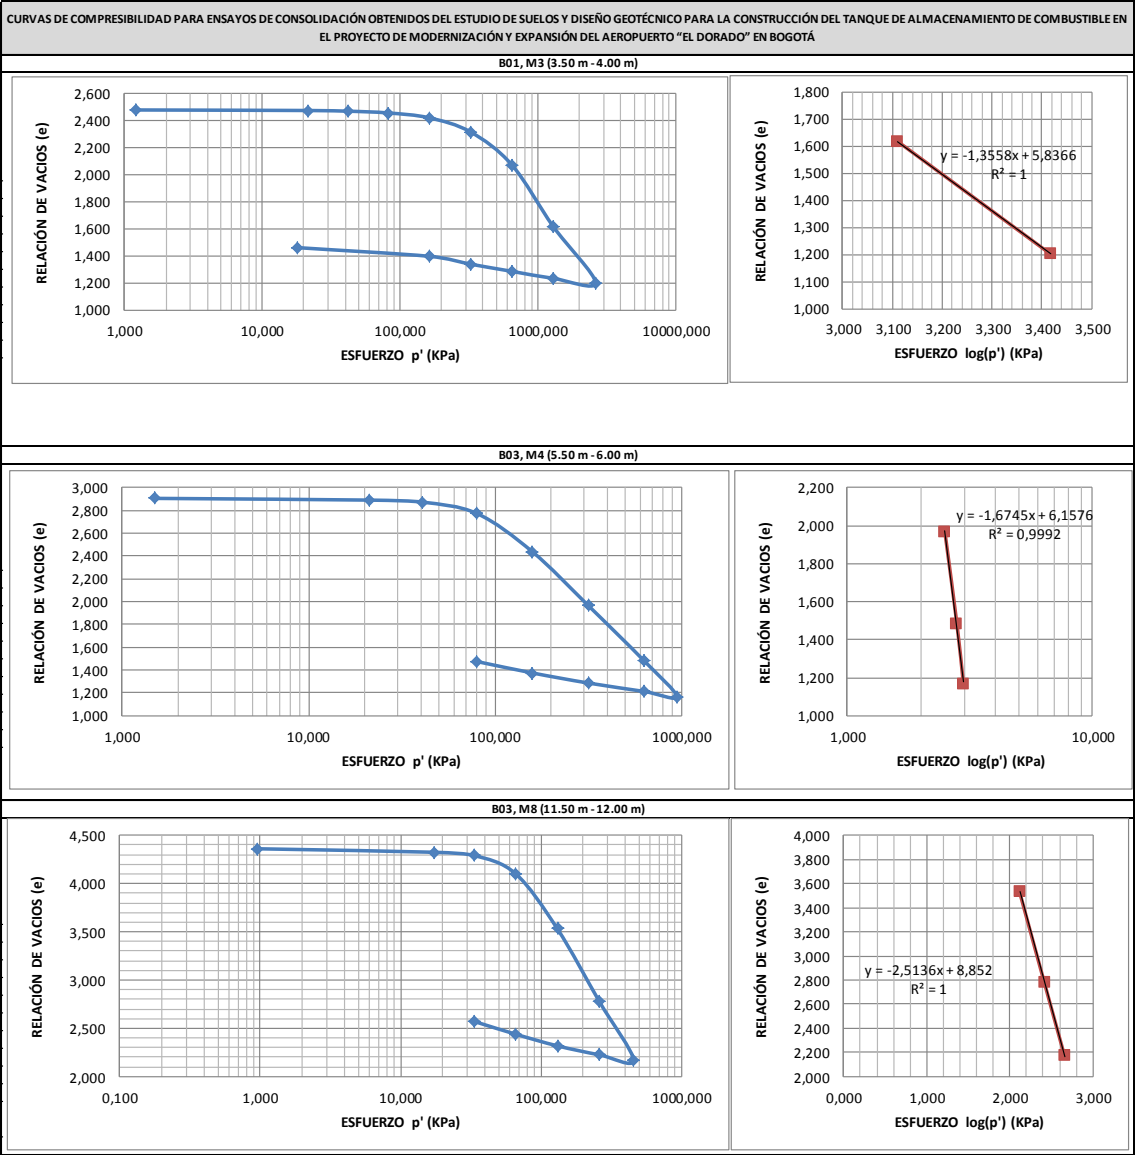 CURVAS DE COMPRESIBILIDAD PARA ENSAYOS DE CONSOLIDACIÓN OBTENIDOS DEL ESTUDIO DE SUELOS Y DISEÑO GEOTÉCNICO PARA LA CONSTRUCCIÓN DEL TANQUE DE ALMACENAMIENTO DE COMBUSTIBLE EN
EL PROYECTO DE MODERNIZACIÓN Y EXPANSIÓN DEL AEROPUERTO “EL DORADO” EN BOGOTÁ
B01, M3 (3.50 m - 4.00 m)
RELACIÓN DE VACIOS (e)
2,600
2,400
2,200
2,000
1,800
1,600
1,400
1,200
1,000
1,000 10,000 100,000 1000,000 10000,000
ESFUERZO p' (KPa)
RELACIÓN DE VACIOS (e)
1,800
1,700
1,600
1,500
1,400
1,300
1,200
1,100
1,000
y = -1,3558x + 5,8366
R² = 1
3,000 3,100 3,200 3,300 3,400 3,500
ESFUERZO log(p') (KPa)
B03, M4 (5.50 m - 6.00 m)
RELACIÓN DE VACIOS (e)
3,000
2,800
2,600
2,400
2,200
2,000
1,800
1,600
1,400
1,200
1,000
1,000 10,000 100,000 1000,000
ESFUERZO p' (KPa)
RELACIÓN DE VACIOS (e)
2,200
2,000
1,800
1,600
1,400
1,200
1,000
y = -1,6745x + 6,1576
R² = 0,9992
1,000 10,000
ESFUERZO log(p') (KPa)
B03, M8 (11.50 m - 12.00 m)
RELACIÓN DE VACIOS (e)
4,500
4,000
3,500
3,000
2,500
2,000
0,100 1,000 10,000 100,000 1000,000
ESFUERZO p' (KPa)
RELACIÓN DE VACIOS (e)
4,000
3,800
3,600
3,400
3,200
3,000
2,800
2,600
2,400
2,200
2,000
y = -2,5136x + 8,852
R² = 1
0,000 1,000 2,000 3,000
ESFUERZO log(p') (KPa)